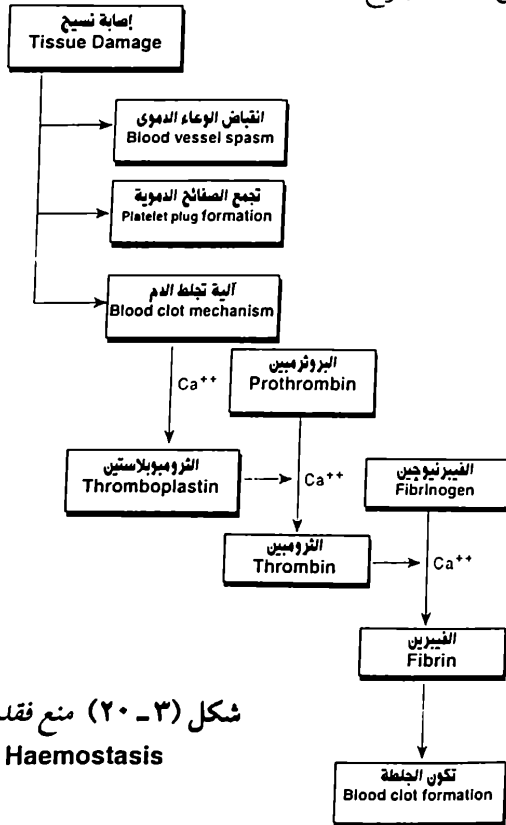 إصابة نسيج
Tissue Damage
انقباض الوعاء الدموى
Blood vessel spasm
تجمع الصفائح الدموية
Platelet plug formation
آلية تجلط الدم
Blood clot mechanism
البروثرمبين
Prothrombin
Ca++
الثرومبوبلاستين
Thromboplastin
Ca++
الفيبرنيوجين
Fibrinogen
الثرومبين
Thrombin
Ca++
الفيبرين
Fibrin
شكل (٣ - ٢٠) منع فقد
Haemostasis
تكون الجلطة
Blood clot formation